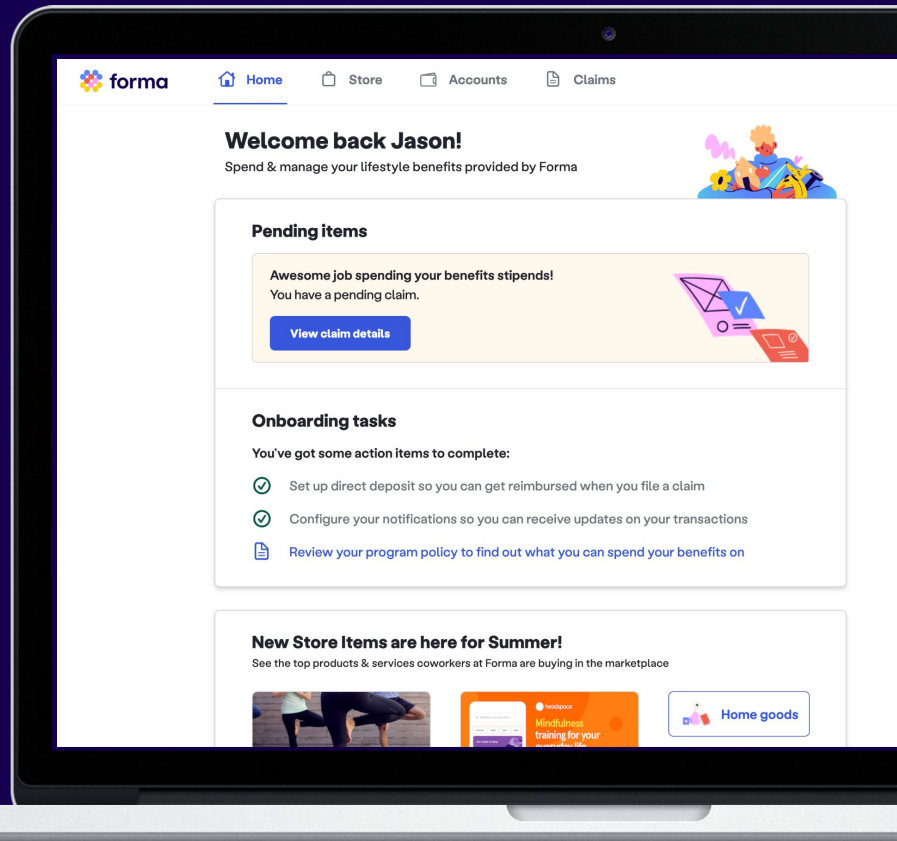 forma
Home
Store
Accounts
Claims
Welcome back Jason!
Spend & manage your lifestyle benefits provided by Forma
Pending items
Awesome job spending your benefits stipends!
You have a pending claim.
View claim details
Onboarding tasks
You've got some action items to complete:
Set up direct deposit so you can get reimbursed when you file a claim
Configure your notifications so you can receive updates on your transactions
Review your program policy to find out what you can spend your benefits on
New Store Items are here for Summer!
See the top products & services coworkers at Forma are buying in the marketplace
headspace
Mindfulness
training for your
everyday life
Home goods